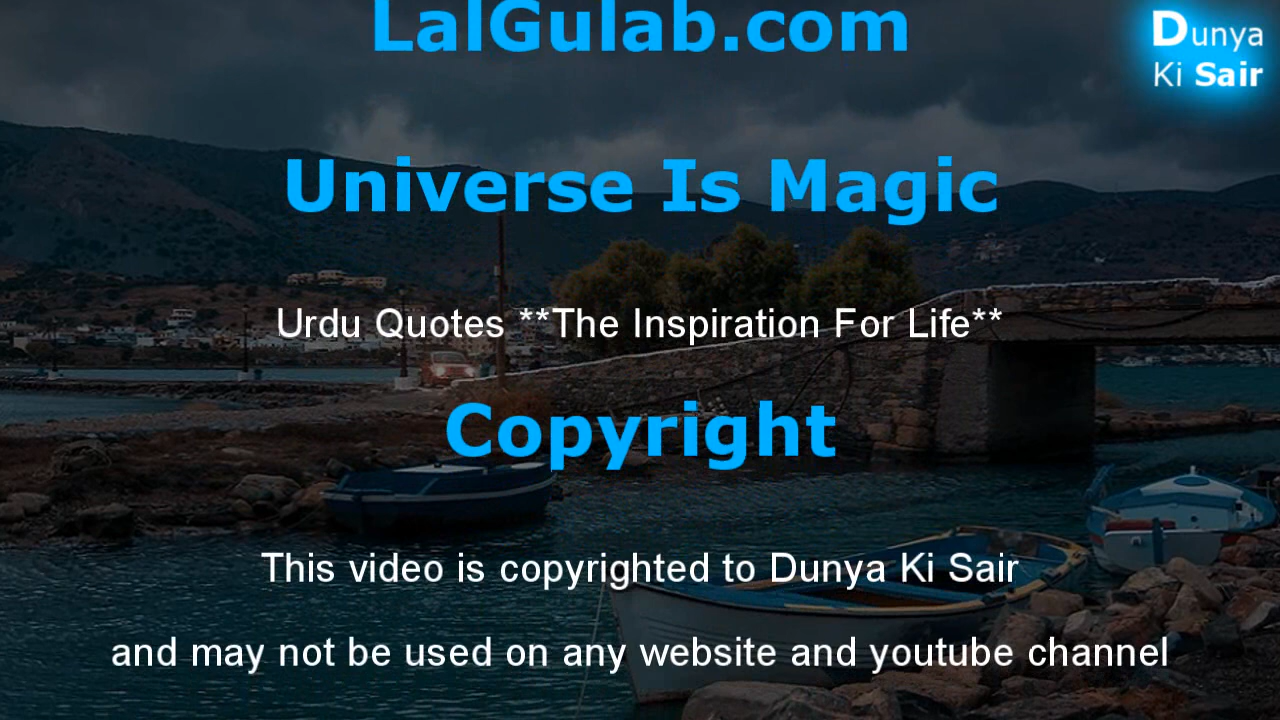 LalGulab.com
Dunya
Ki Sair
Universe Is Magic
Urdu Quotes **The Inspiration For Life**
Copyright
This video is copyrighted to Dunya Ki Sair
and may not be used on any website and youtube channel